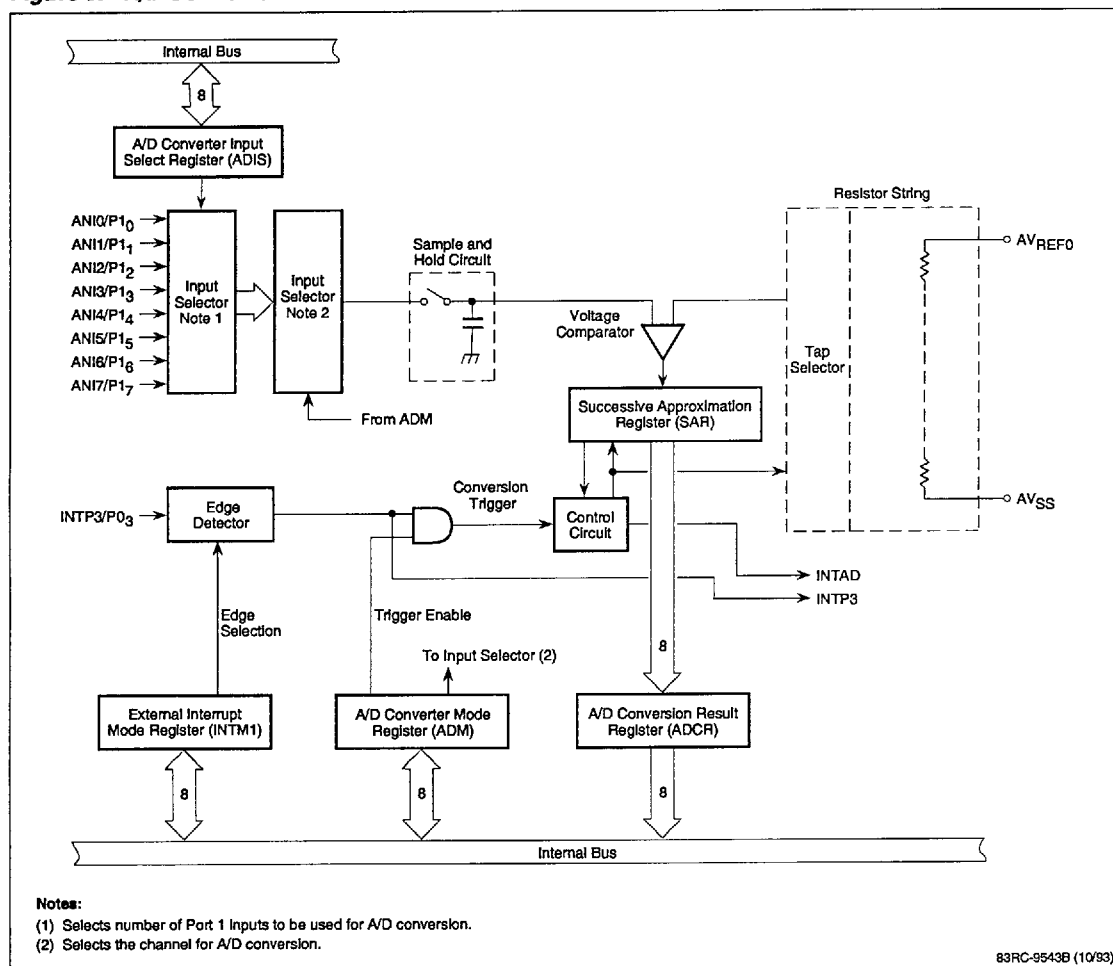 Internal Bus
8
A/D Converter Input
Select Register (ADIS)
Resistor String
ANI0/P1₀
ANI1/P1₁
ANI2/P1₂
ANI3/P1₃
ANI4/P1₄
ANI5/P1₅
ANI6/P1₆
ANI7/P1₇
Input
Selector
Note 1
Input
Selector
Note 2
From ADM
Sample and
Hold Circuit
Voltage
Comparator
Tap
Selector
AV_REF0
AV_SS
Successive Approximation
Register (SAR)
INTP3/P0₃
Edge
Detector
Conversion
Trigger
Control
Circuit
INTAD
INTP3
Edge
Selection
Trigger Enable
To Input Selector (2)
8
External Interrupt
Mode Register (INTM1)
A/D Converter Mode
Register (ADM)
A/D Conversion Result
Register (ADCR)
8
8
8
Internal Bus
Notes:
(1) Selects number of Port 1 inputs to be used for A/D conversion.
(2) Selects the channel for A/D conversion.
83RC-9543B (10/93)